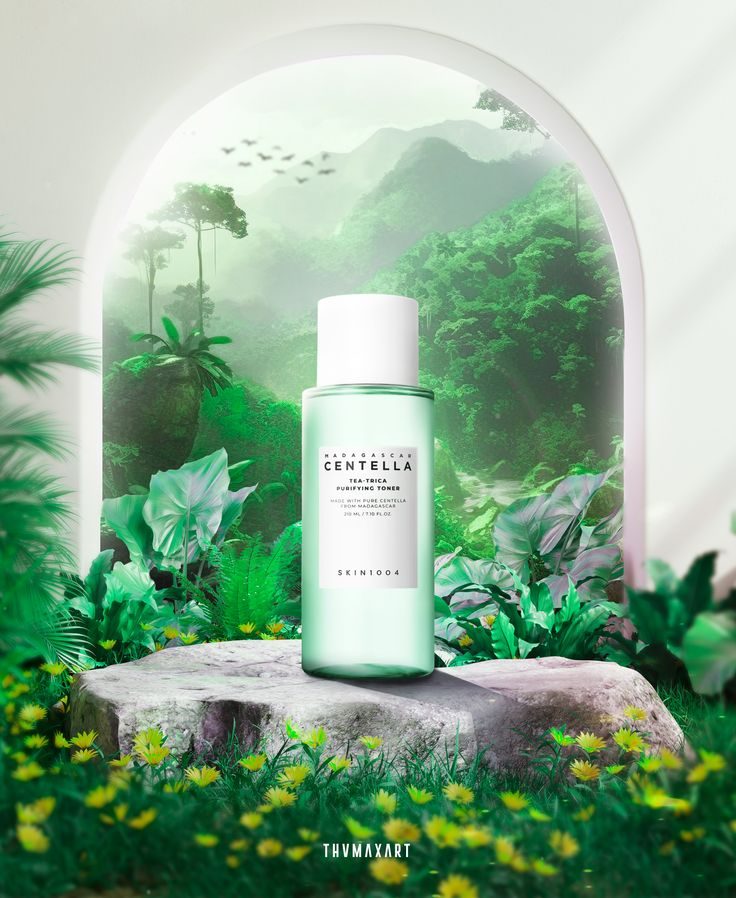 MADAGASCAR
CENTELLA
TEA-TRICA
PURIFYING TONER
MADE WITH PURE CENTELLA
FROM MADAGASCAR
210 ML / 7.10 FL.OZ
SKIN1004
THVMAXART